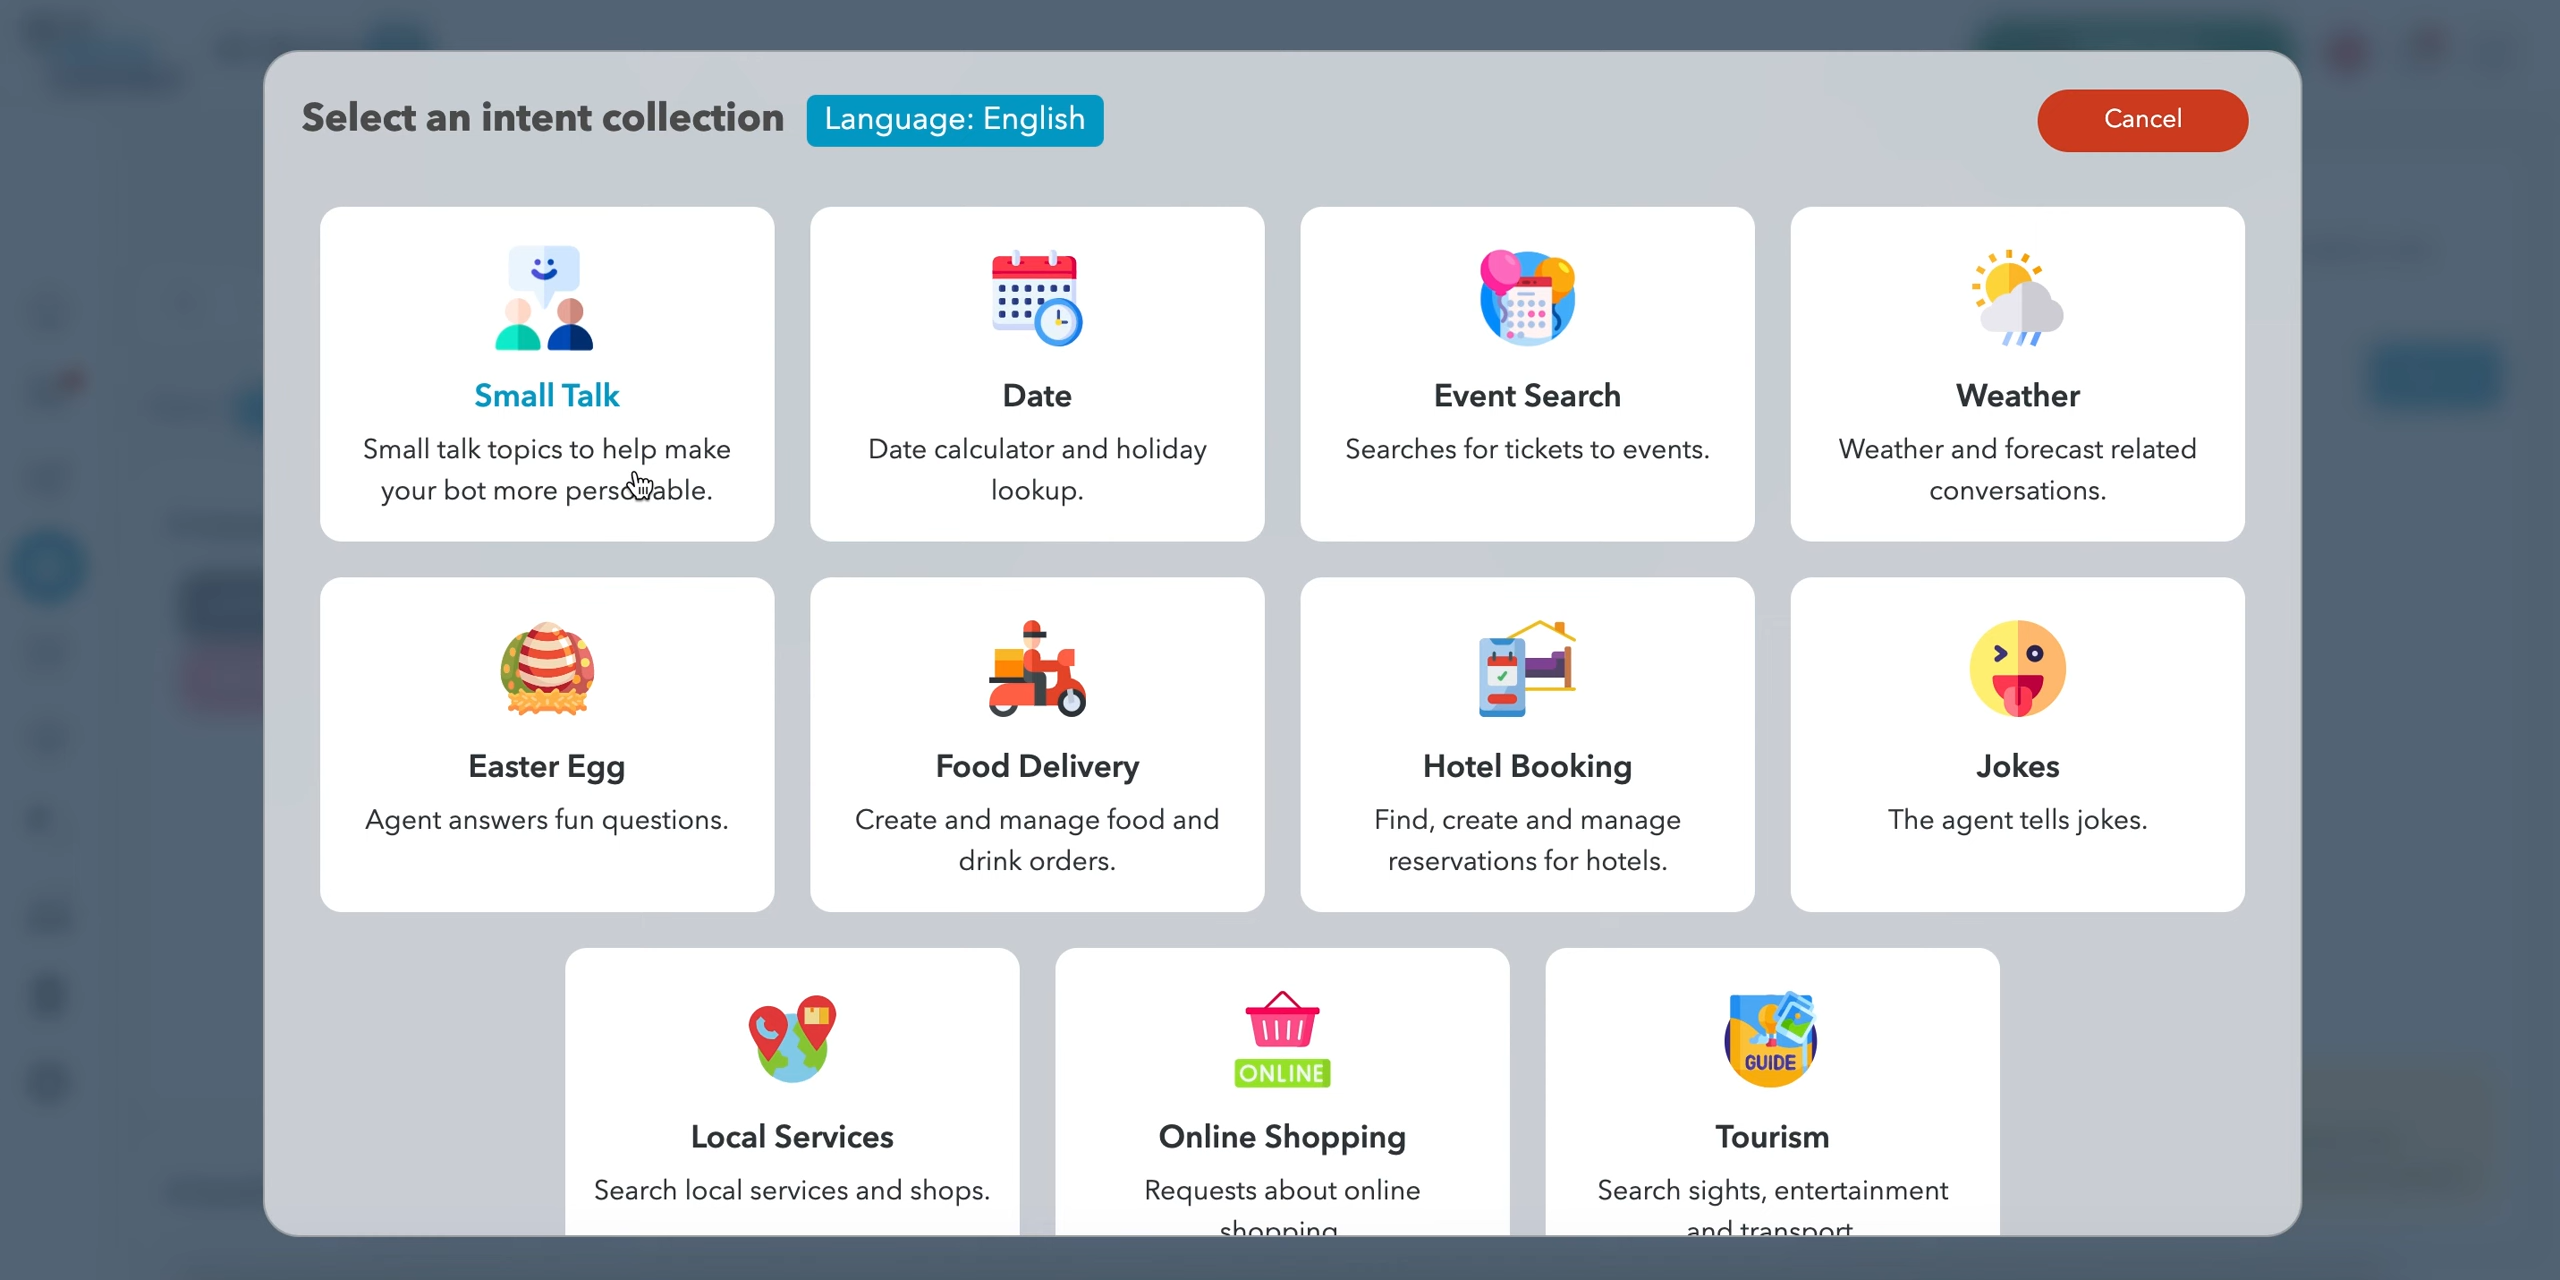 Select an intent collection
Language: English
Cancel
Small Talk
Small talk topics to help make
your bot more personable.
Date
Date calculator and holiday
lookup.
Event Search
Searches for tickets to events.
Weather
Weather and forecast related
conversations.
Easter Egg
Agent answers fun questions.
Food Delivery
Create and manage food and
drink orders.
Hotel Booking
Find, create and manage
reservations for hotels.
Jokes
The agent tells jokes.
Local Services
Search local services and shops.
ONLINE
Online Shopping
Requests about online
shopping
GUIDE
Tourism
Search sights, entertainment
and transport